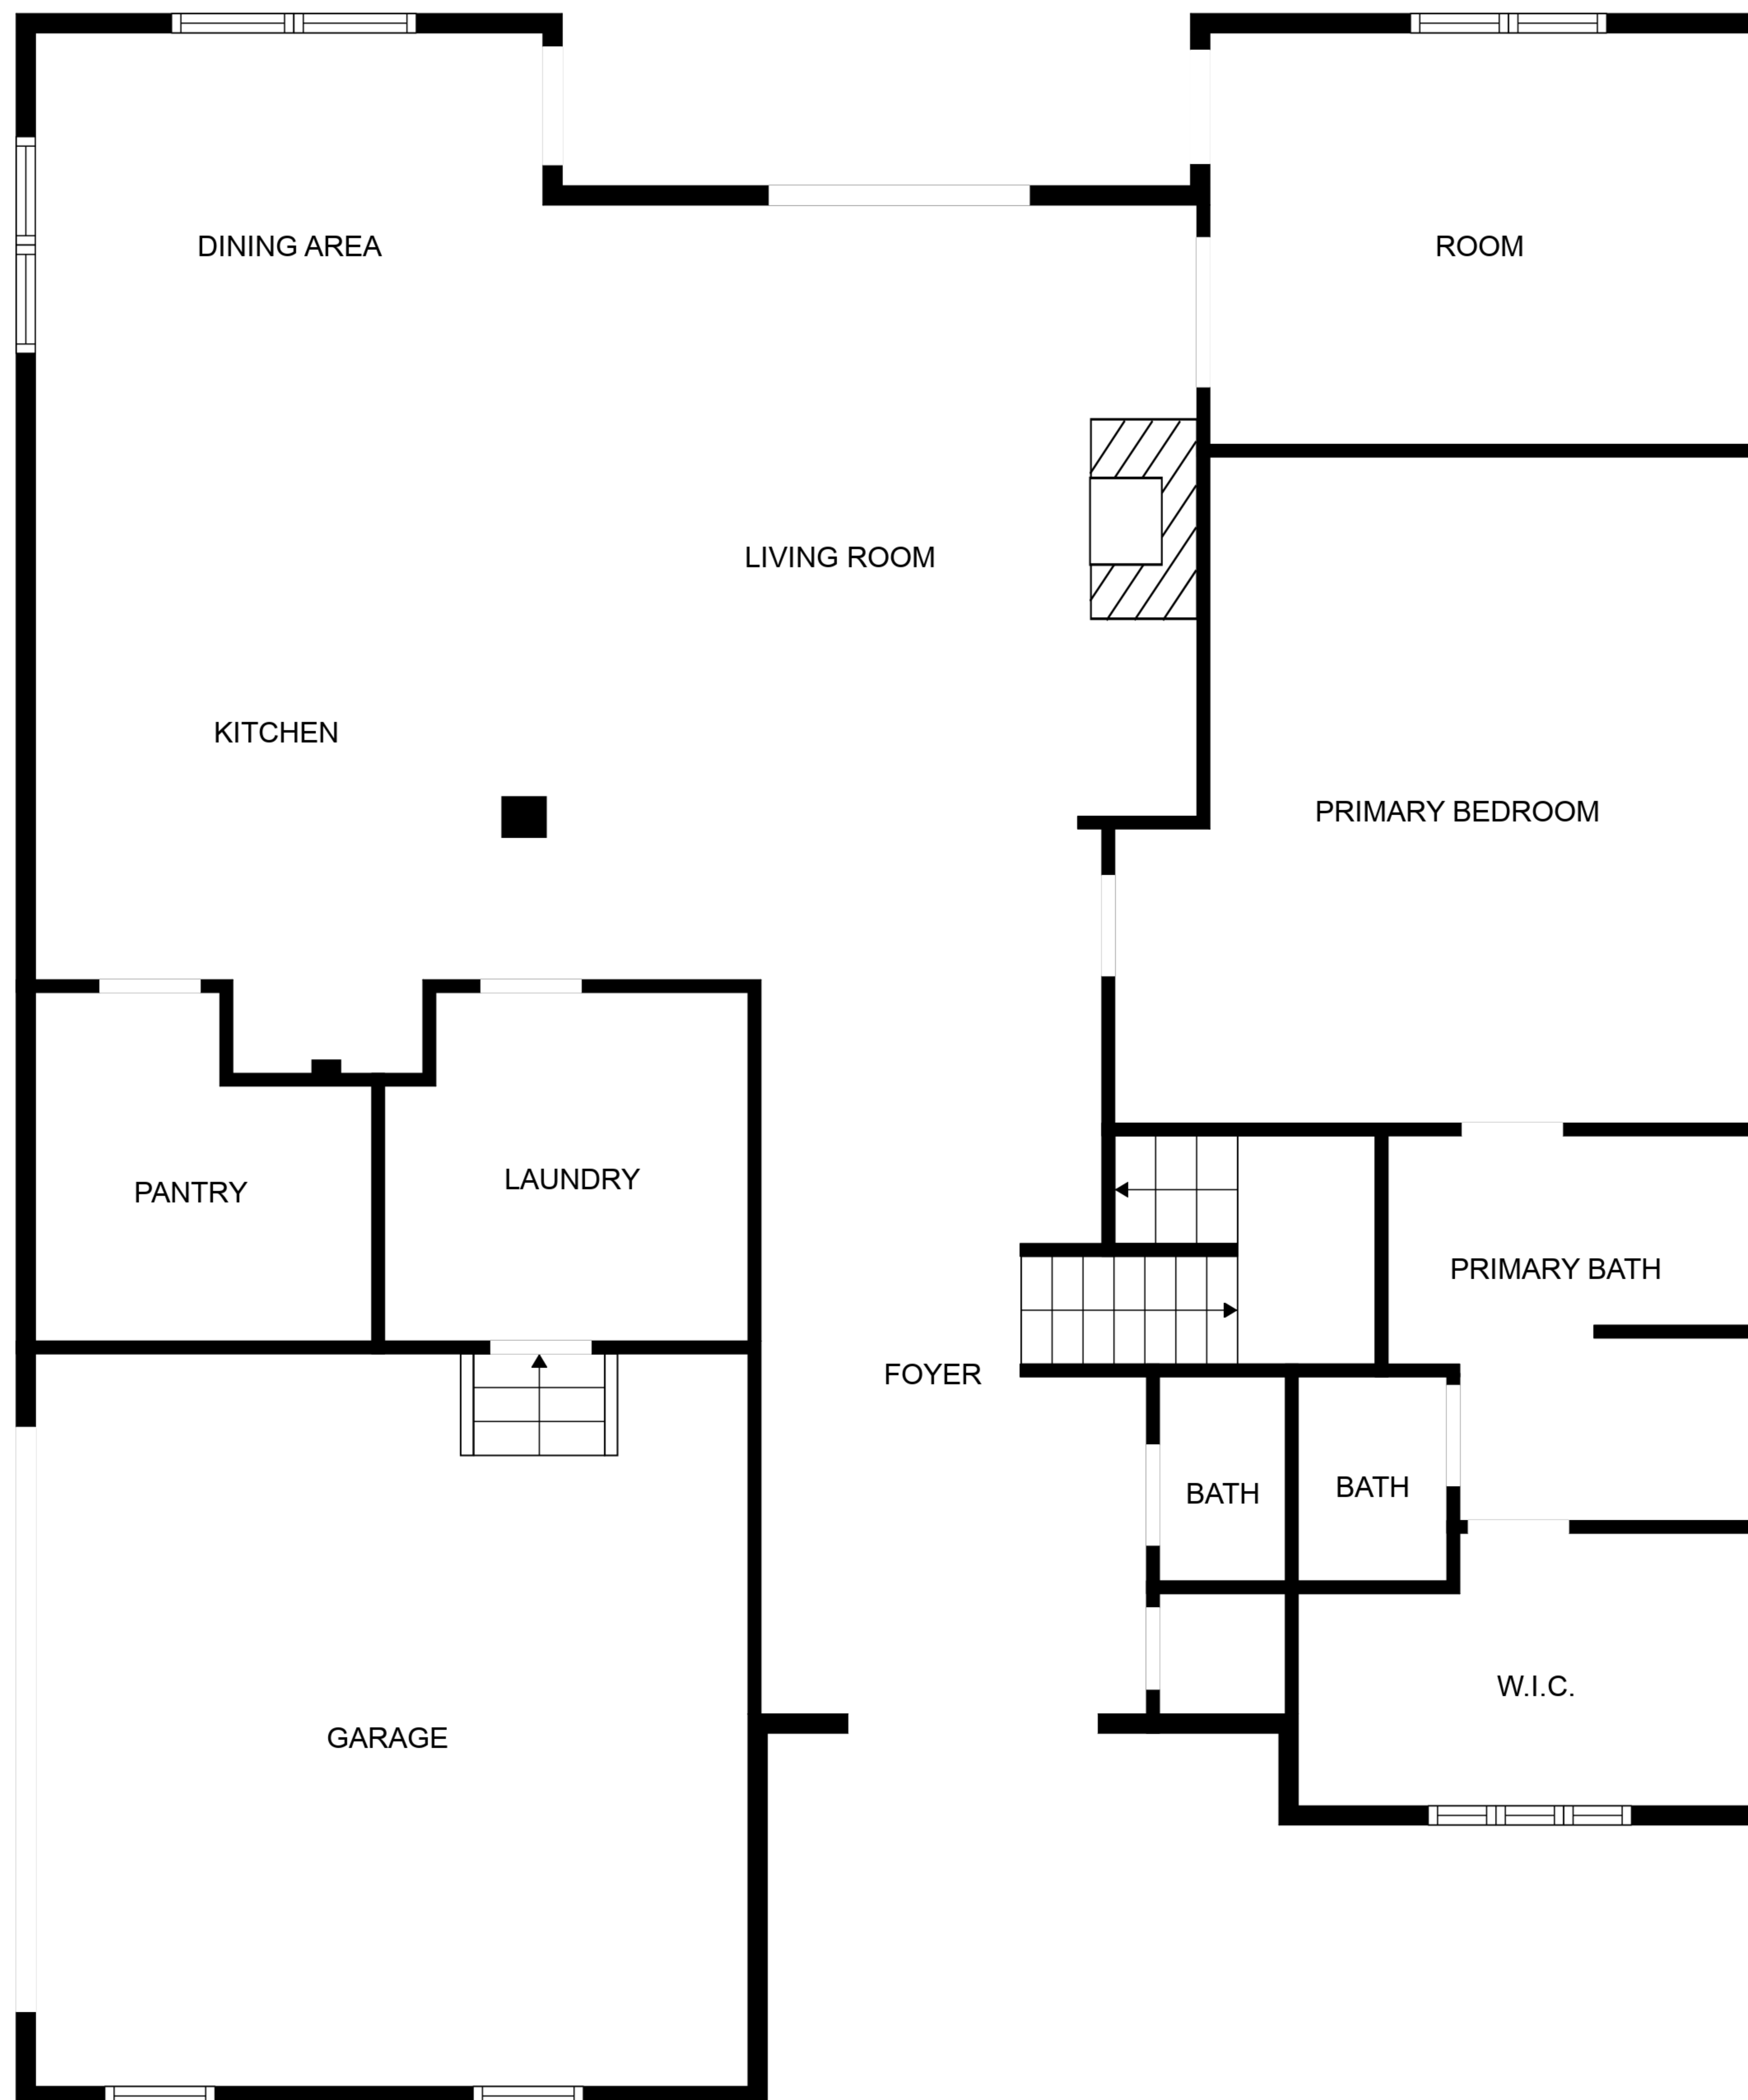 DINING AREA
ROOM
LIVING ROOM
KITCHEN
PRIMARY BEDROOM
PANTRY
LAUNDRY
PRIMARY BATH
FOYER
BATH
BATH
W.I.C.
GARAGE